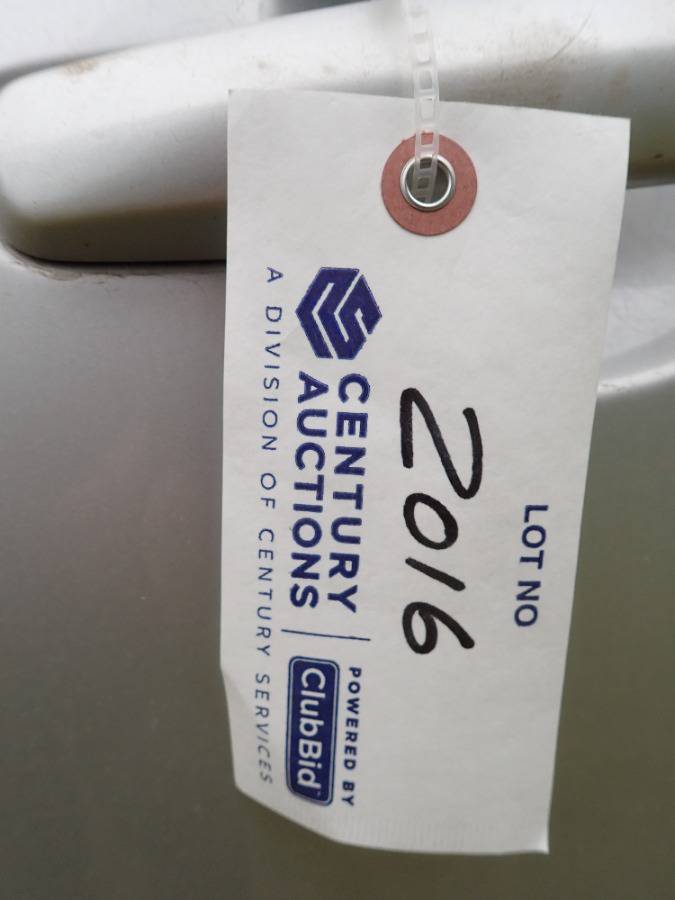 LOT NO
2016
CENTURY
AUCTIONS
POWERED BY
ClubBid
A DIVISION OF CENTURY SERVICES